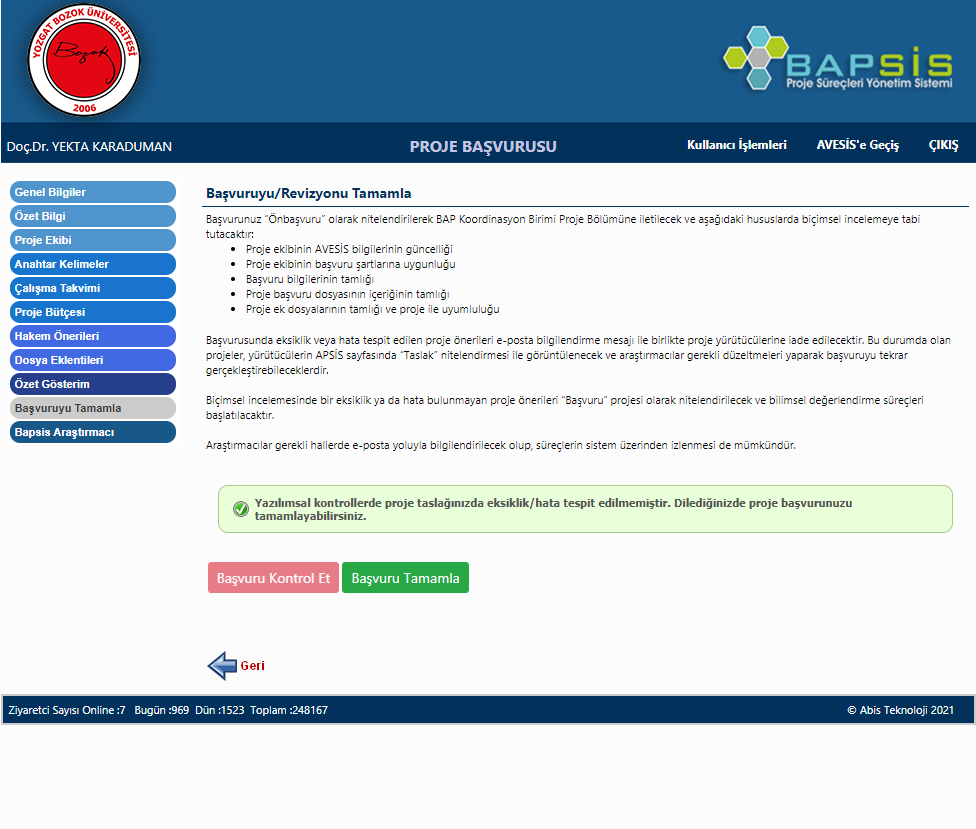 YOZGAT BOZOK ÜNİVERSİTESİ
Bozok
2006
BAPSİS
Proje Süreçleri Yönetim Sistemi
Doç.Dr. YEKTA KARADUMAN
PROJE BAŞVURUSU
Kullanıcı İşlemleri
AVESİS'e Geçiş
ÇIKIŞ
Genel Bilgiler
Özet Bilgi
Proje Ekibi
Anahtar Kelimeler
Çalışma Takvimi
Proje Bütçesi
Hakem Önerileri
Dosya Eklentileri
Özet Gösterim
Başvuruyu Tamamla
Bapsis Araştırmacı
Başvuruyu/Revizyonu Tamamla
Başvurunuz “Önbaşvuru” olarak nitelendirilerek BAP Koordinasyon Birimi Proje Bölümüne iletilecek ve aşağıdaki hususlarda biçimsel incelemeye tabi
tutacaktır:
• Proje ekibinin AVESİS bilgilerinin güncelliği
• Proje ekibinin başvuru şartlarına uygunluğu
• Başvuru bilgilerinin tamlığı
• Proje başvuru dosyasının içeriğinin tamlığı
• Proje ek dosyalarının tamlığı ve proje ile uyumluluğu
Başvurusunda eksiklik veya hata tespit edilen proje önerileri e-posta bilgilendirme mesajı ile birlikte proje yürütücülerine iade edilecektir. Bu durumda olan
projeler, yürütücülerin APSİS sayfasında “Taslak” nitelendirmesi ile görüntülenecek ve araştırmacılar gerekli düzeltmeleri yaparak başvuruyu tekrar
gerçekleştirebileceklerdir.
Biçimsel incelemesinde bir eksiklik ya da hata bulunmayan proje önerileri “Başvuru” projesi olarak nitelendirilecek ve bilimsel değerlendirme süreçleri
başlatılacaktır.
Araştırmacılar gerekli hallerde e-posta yoluyla bilgilendirilecek olup, süreçlerin sistem üzerinden izlenmesi de mümkündür.
Yazılımsal kontrollerde proje taslağınızda eksiklik/hata tespit edilmemiştir. Dilediğinizde proje başvurunuzu
tamamlayabilirsiniz.
Başvuru Kontrol Et
Başvuru Tamamla
Geri
Ziyaretci Sayısı Online :7 Bugün :969 Dün :1523 Toplam :248167
© Abis Teknoloji 2021